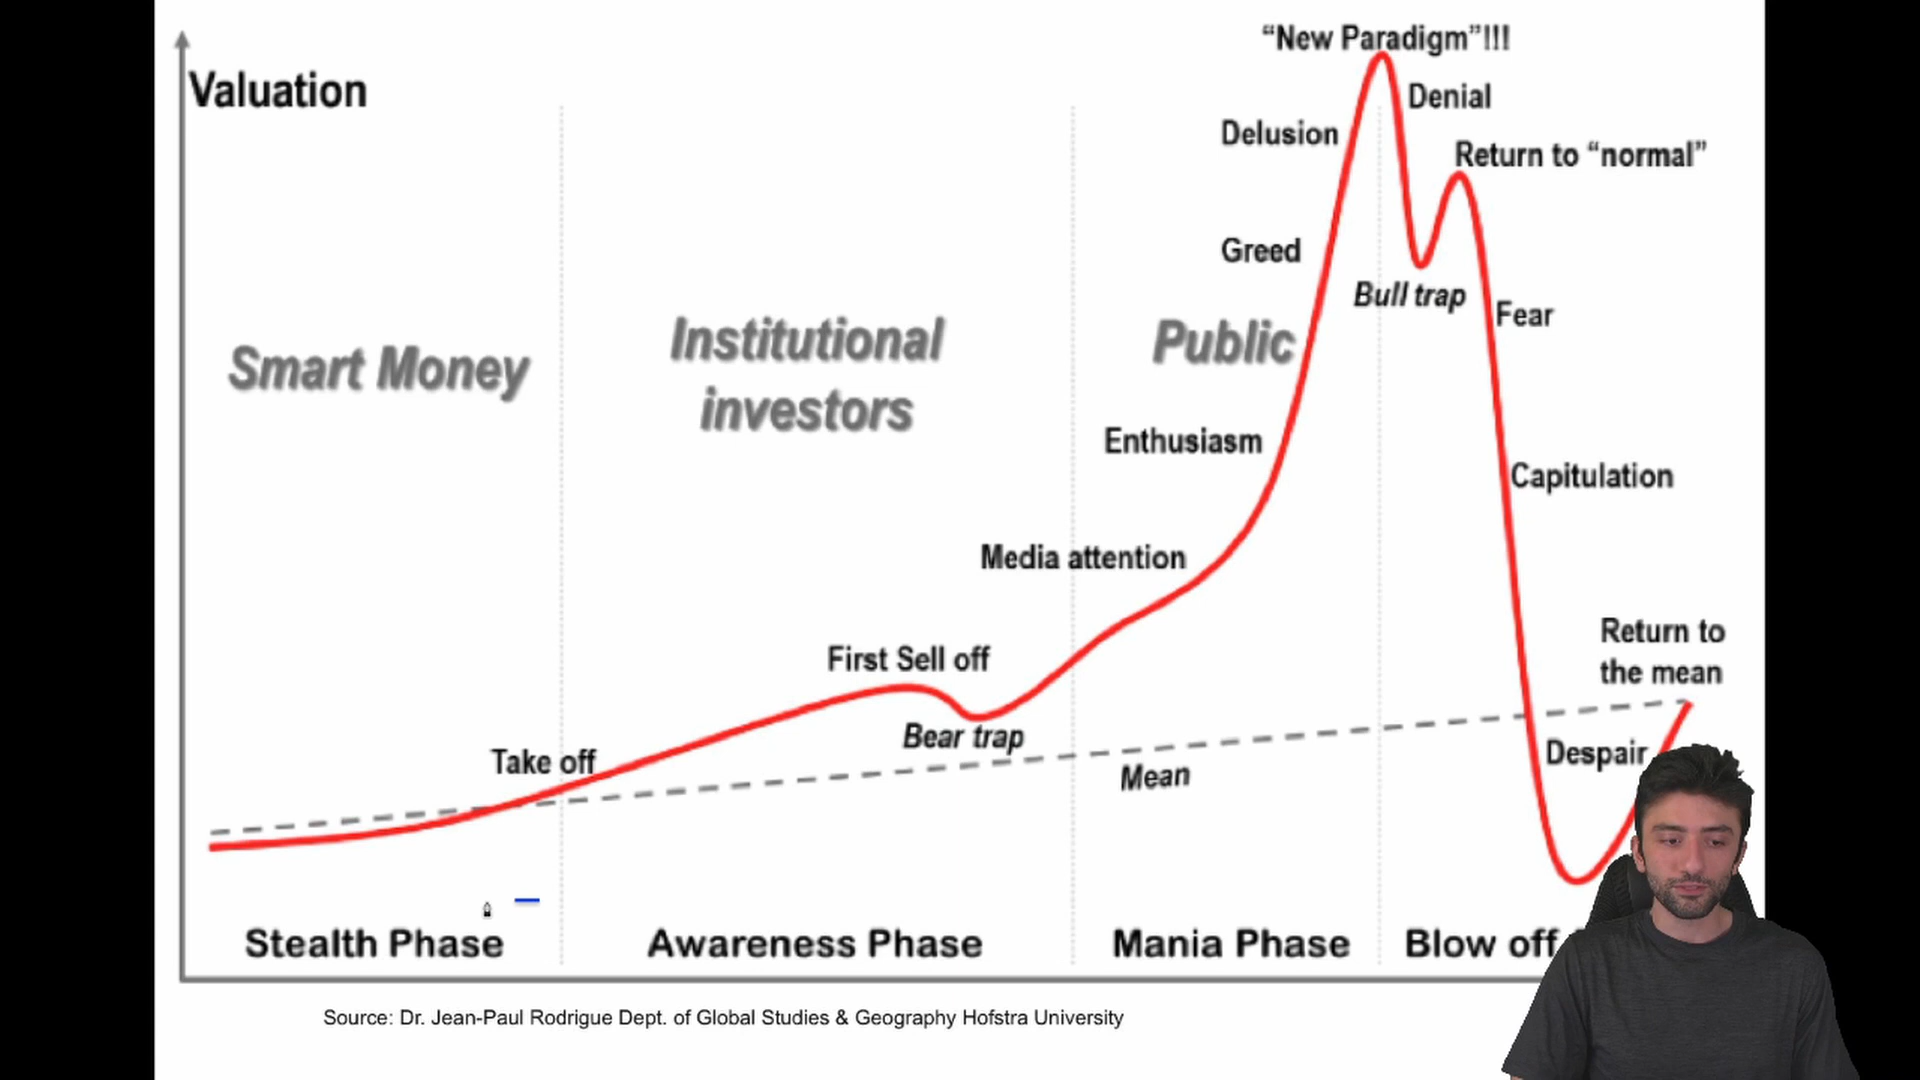 “New Paradigm”!!!
Valuation
Denial
Delusion
Return to “normal”
Greed
Bull trap
Fear
Smart Money
Institutional
investors
Public
Enthusiasm
Capitulation
Media attention
First Sell off
Return to
the mean
Bear trap
Take off
Mean
Despair
Stealth Phase
Awareness Phase
Mania Phase
Blow off
Source: Dr. Jean-Paul Rodrigue Dept. of Global Studies & Geography Hofstra University